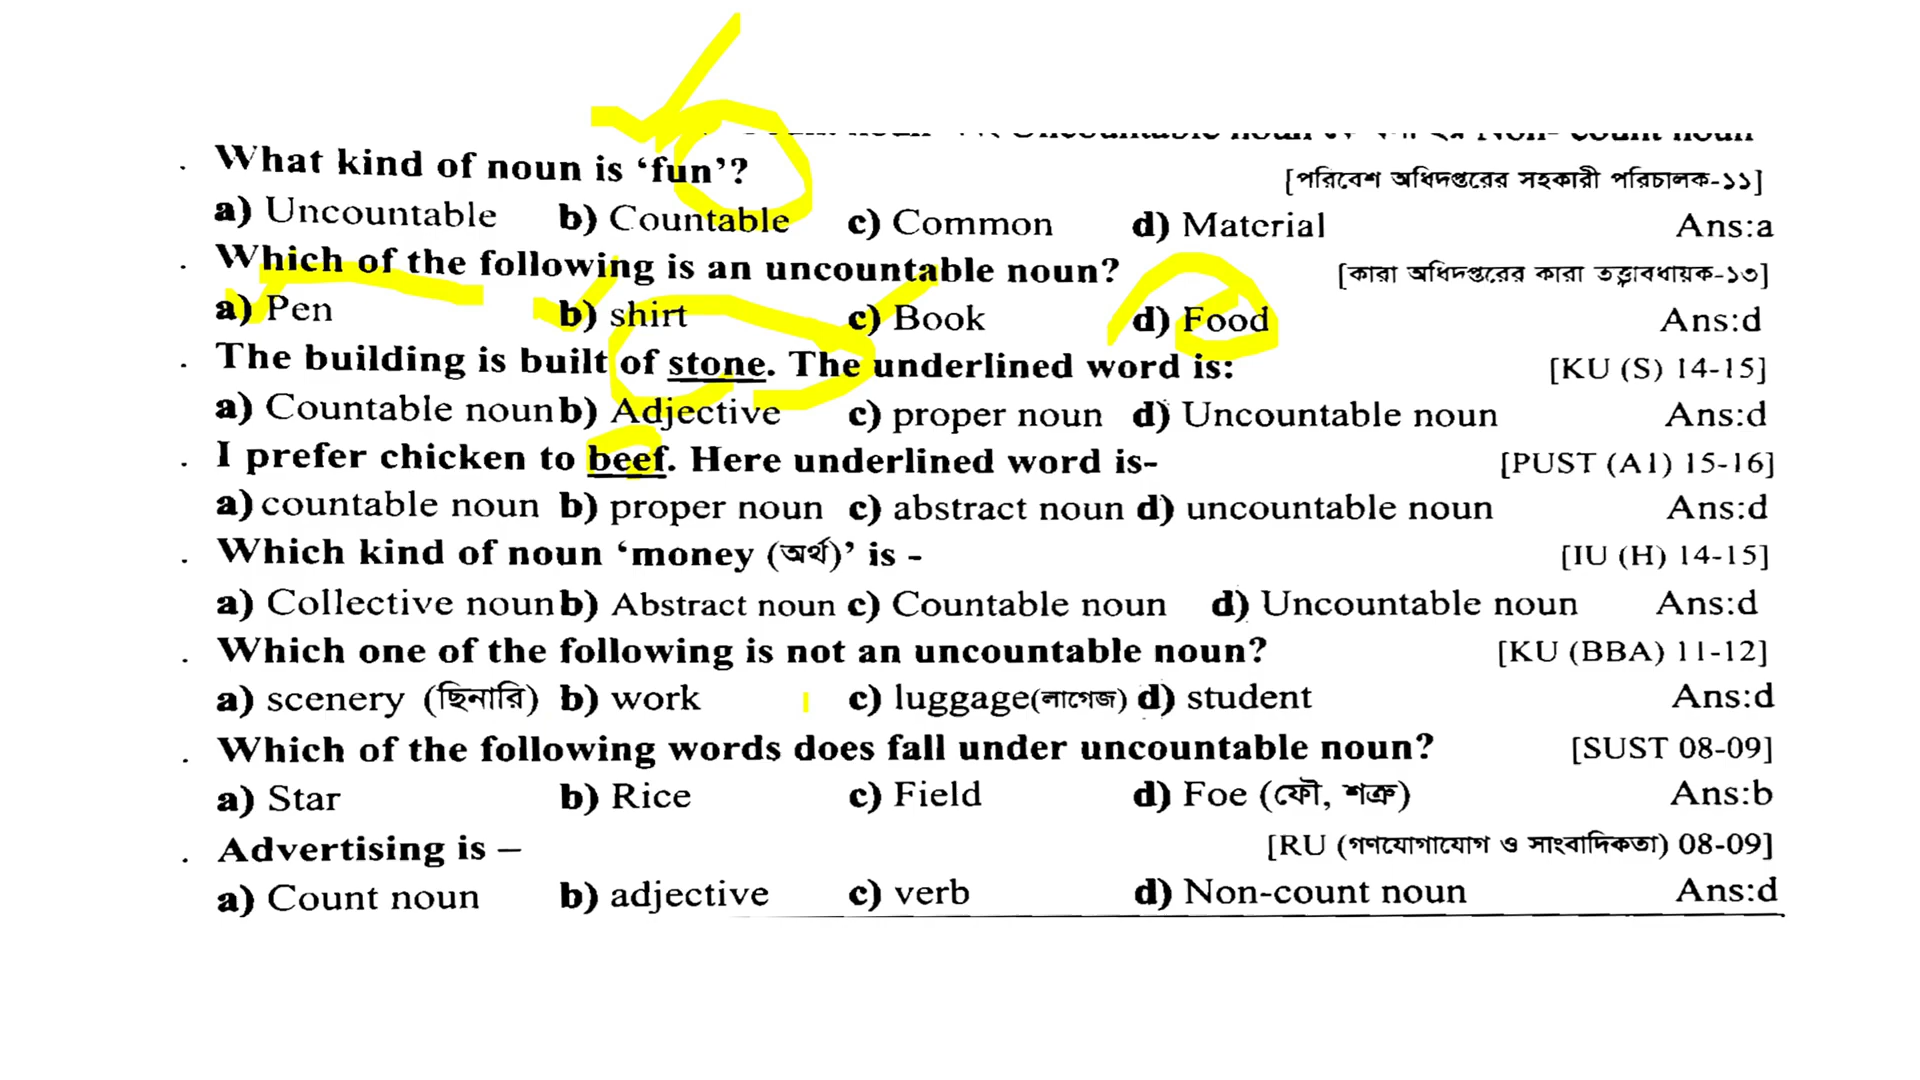 Uncountable noun Non- count noun
. What kind of noun is ‘fun’? [পরিবেশ অধিদপ্তরের সহকারী পরিচালক-১১]
a) Uncountable b) Countable c) Common d) Material Ans:a
. Which of the following is an uncountable noun? [কারা অধিদপ্তরের কারা তত্ত্বাবধায়ক-১৩]
a) Pen b) shirt c) Book d) Food Ans:d
. The building is built of stone. The underlined word is: [KU (S) 14-15]
a) Countable noun b) Adjective c) proper noun d) Uncountable noun Ans:d
. I prefer chicken to beef. Here underlined word is- [PUST (A1) 15-16]
a) countable noun b) proper noun c) abstract noun d) uncountable noun Ans:d
. Which kind of noun ‘money (অর্থ)’ is - [IU (H) 14-15]
a) Collective noun b) Abstract noun c) Countable noun d) Uncountable noun Ans:d
. Which one of the following is not an uncountable noun? [KU (BBA) 11-12]
a) scenery (ছিনারি) b) work c) luggage(লাগেজ) d) student Ans:d
. Which of the following words does fall under uncountable noun? [SUST 08-09]
a) Star b) Rice c) Field d) Foe (ফৌ, শত্রু) Ans:b
. Advertising is – [RU (গণযোগাযোগ ও সাংবাদিকতা) 08-09]
a) Count noun b) adjective c) verb d) Non-count noun Ans:d